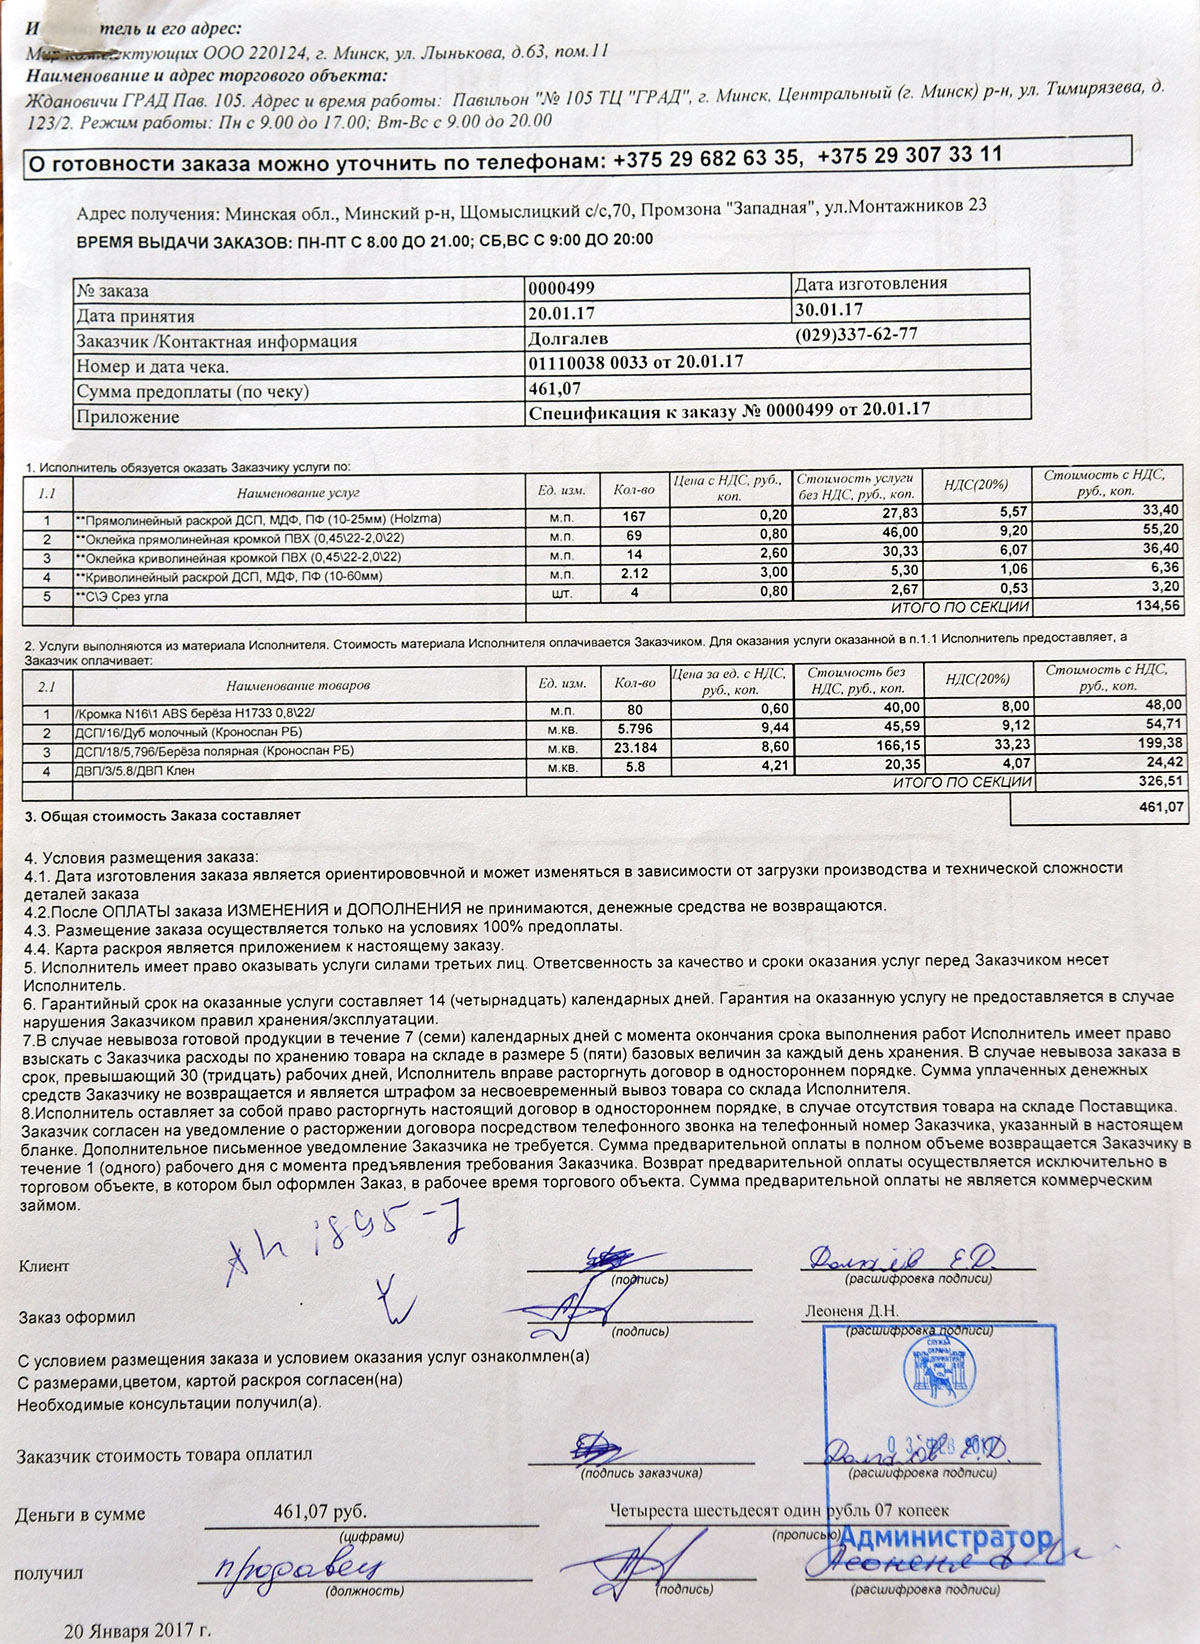 тель и его адрес:
ктующих ООО 220124, г. Минск, ул. Лынькова, д.63, пом.11
Наименование и адрес торгового объекта:
Ждановичи ГРАД Пав. 105. Адрес и время работы: Павильон "№ 105 ТЦ "ГРАД", г. Минск, Центральный (г. Минск) р-н, ул. Тимирязева, д.
123/2. Режим работы: Пн с 9.00 до 17.00; Вт-Вс с 9.00 до 20.00
О готовности заказа можно уточнить по телефонам: +375 29 682 63 35, +375 29 307 33 11
Адрес получения: Минская обл., Минский р-н, Щомыслицкий с/с,70, Промзона "Западная", ул.Монтажников 23
ВРЕМЯ ВЫДАЧИ ЗАКАЗОВ: ПН-ПТ С 8.00 ДО 21.00; СБ,ВС С 9:00 ДО 20:00
№ заказа 0000499 Дата изготовления
Дата принятия 20.01.17 30.01.17
Заказчик /Контактная информация Долгалев (029)337-62-77
Номер и дата чека. 01110038 0033 от 20.01.17
Сумма предоплаты (по чеку) 461,07
Приложение Спецификация к заказу № 0000499 от 20.01.17
1. Исполнитель обязуется оказать Заказчику услуги по:
1.1 Наименование услуг Ед. изм. Кол-во Цена с НДС, руб., коп. Стоимость услуги без НДС, руб., коп. НДС(20%) Стоимость с НДС, руб., коп.
1 **Прямолинейный раскрой ДСП, МДФ, ПФ (10-25мм) (Holzma) м.п. 167 0,20 27,83 5,57 33,40
2 **Оклейка прямолинейная кромкой ПВХ (0,45\22-2,0\22) м.п. 69 0,80 46,00 9,20 55,20
3 **Оклейка криволинейная кромкой ПВХ (0,45\22-2,0\22) м.п. 14 2,60 30,33 6,07 36,40
4 **Криволинейный раскрой ДСП, МДФ, ПФ (10-60мм) м.п. 2.12 3,00 5,30 1,06 6,36
5 **С\Э Срез угла шт. 4 0,80 2,67 0,53 3,20
ИТОГО ПО СЕКЦИИ 134,56
2. Услуги выполняются из материала Исполнителя. Стоимость материала Исполнителя оплачивается Заказчиком. Для оказания услуги оказанной в п.1.1 Исполнитель предоставляет, а
Заказчик оплачивает:
2.1 Наименование товаров Ед. изм. Кол-во Цена за ед. с НДС, руб., коп. Стоимость без НДС, руб., коп. НДС(20%) Стоимость с НДС, руб., коп.
1 /Кромка N16\1 ABS берёза H1733 0,8\22/ м.п. 80 0,60 40,00 8,00 48,00
2 ДСП/16/Дуб молочный (Кроноспан РБ) м.кв. 5.796 9,44 45,59 9,12 54,71
3 ДСП/18/5,796/Берёза полярная (Кроноспан РБ) м.кв. 23.184 8,60 166,15 33,23 199,38
4 ДВП/3/5.8/ДВП Клен м.кв. 5.8 4,21 20,35 4,07 24,42
ИТОГО ПО СЕКЦИИ 326,51
3. Общая стоимость Заказа составляет 461,07
4. Условия размещения заказа:
4.1. Дата изготовления заказа является ориентирововчной и может изменяться в зависимости от загрузки производства и технической сложности
деталей заказа
4.2.После ОПЛАТЫ заказа ИЗМЕНЕНИЯ и ДОПОЛНЕНИЯ не принимаются, денежные средства не возвращаются.
4.3. Размещение заказа осуществляется только на условиях 100% предоплаты.
4.4. Карта раскроя является приложением к настоящему заказу.
5. Исполнитель имеет право оказывать услуги силами третьих лиц. Ответсвенность за качество и сроки оказания услуг перед Заказчиком несет
Исполнитель.
6. Гарантийный срок на оказанные услуги составляет 14 (четырнадцать) календарных дней. Гарантия на оказанную услугу не предоставляется в случае
нарушения Заказчиком правил хранения/эксплуатации.
7.В случае невывоза готовой продукции в течение 7 (семи) календарных дней с момента окончания срока выполнения работ Исполнитель имеет право
взыскать с Заказчика расходы по хранению товара на складе в размере 5 (пяти) базовых величин за каждый день хранения. В случае невывоза заказа в
срок, превышающий 30 (тридцать) рабочих дней, Исполнитель вправе расторгнуть договор в одностороннем порядке. Сумма уплаченных денежных
средств Заказчику не возвращается и является штрафом за несвоевременный вывоз товара со склада Исполнителя.
8.Исполнитель оставляет за собой право расторгнуть настоящий договор в одностороннем порядке, в случае отсутствия товара на складе Поставщика.
Заказчик согласен на уведомление о расторжении договора посредством телефонного звонка на телефонный номер Заказчика, указанный в настоящем
бланке. Дополнительное письменное уведомление Заказчика не требуется. Сумма предварительной оплаты в полном объеме возвращается Заказчику в
течение 1 (одного) рабочего дня с момента предъявления требования Заказчика. Возврат предварительной оплаты осуществляется исключительно в
торговом объекте, в котором был оформлен Заказ, в рабочее время торгового объекта. Сумма предварительной оплаты не является коммерческим
займом.
Клиент (подпись) Долгалёв Е.Д. (расшифровка подписи)
Заказ оформил (подпись) Леоненя Д.Н. (расшифровка подписи)
С условием размещения заказа и условием оказания услуг ознаколмлен(а)
С размерами,цветом, картой раскроя согласен(на)
Необходимые консультации получил(а).
СЛУЖБА ОХРАНЫ ПРЕДПРИЯТИЯ
03 ФЕВ 2017
Заказчик стоимость товара оплатил (подпись заказчика) Долгалёв Е.Д. (расшифровка подписи)
Деньги в сумме 461,07 руб. (цифрами) Четыреста шестьдесят один рубль 07 копеек (прописью)
Администратор
получил продавец (должность) (подпись) Леоненя (расшифровка подписи)
20 Января 2017 г.